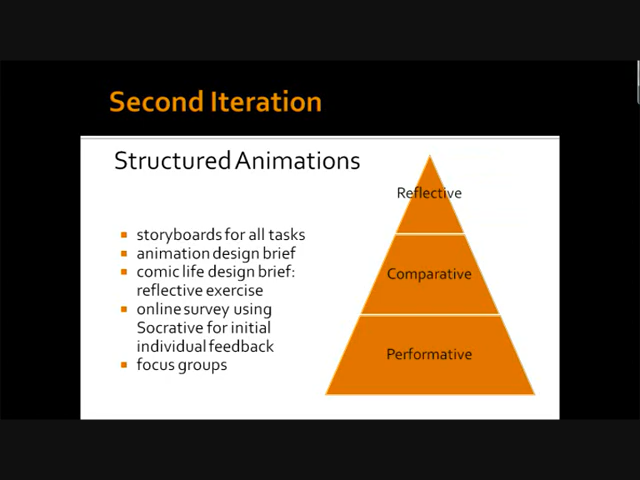 Second Iteration
Structured Animations
storyboards for all tasks
animation design brief
comic life design brief:
reflective exercise
online survey using
Socrative for initial
individual feedback
focus groups
Reflective
Comparative
Performative